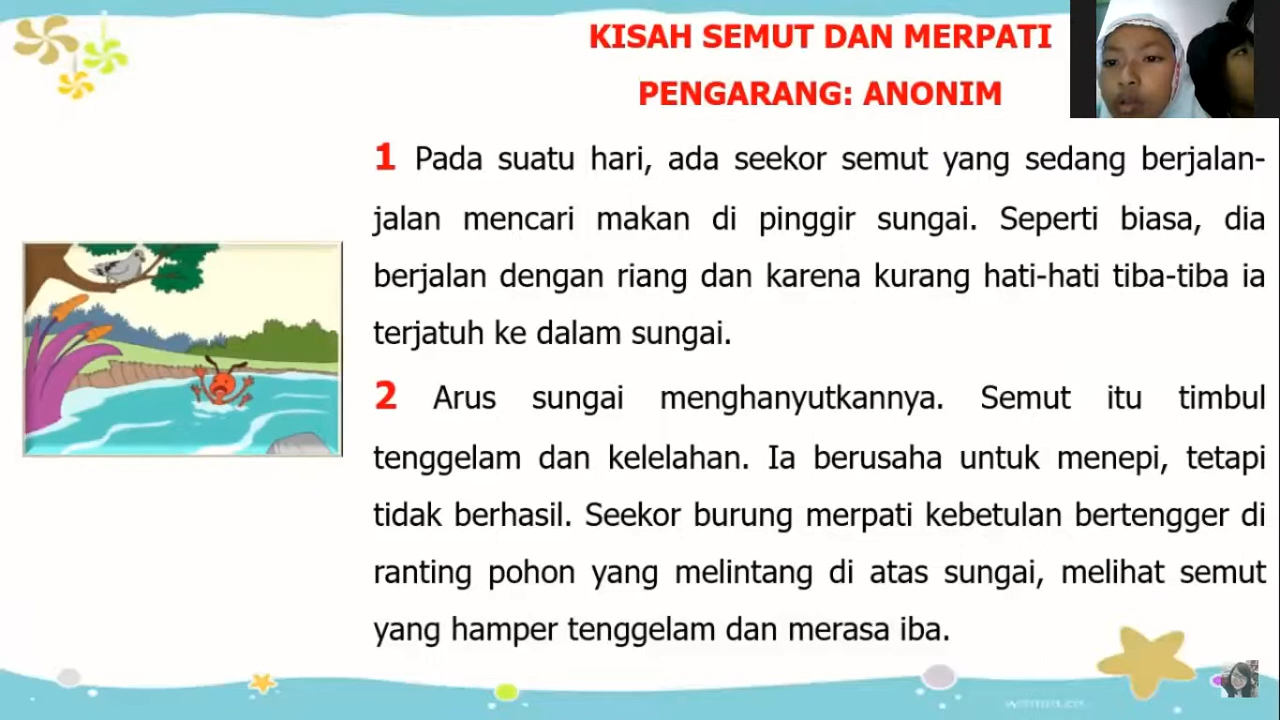 KISAH SEMUT DAN MERPATI
PENGARANG: ANONIM
1 Pada suatu hari, ada seekor semut yang sedang berjalan-
jalan mencari makan di pinggir sungai. Seperti biasa, dia
berjalan dengan riang dan karena kurang hati-hati tiba-tiba ia
terjatuh ke dalam sungai.
2 Arus sungai menghanyutkannya. Semut itu timbul
tenggelam dan kelelahan. Ia berusaha untuk menepi, tetapi
tidak berhasil. Seekor burung merpati kebetulan bertengger di
ranting pohon yang melintang di atas sungai, melihat semut
yang hamper tenggelam dan merasa iba.